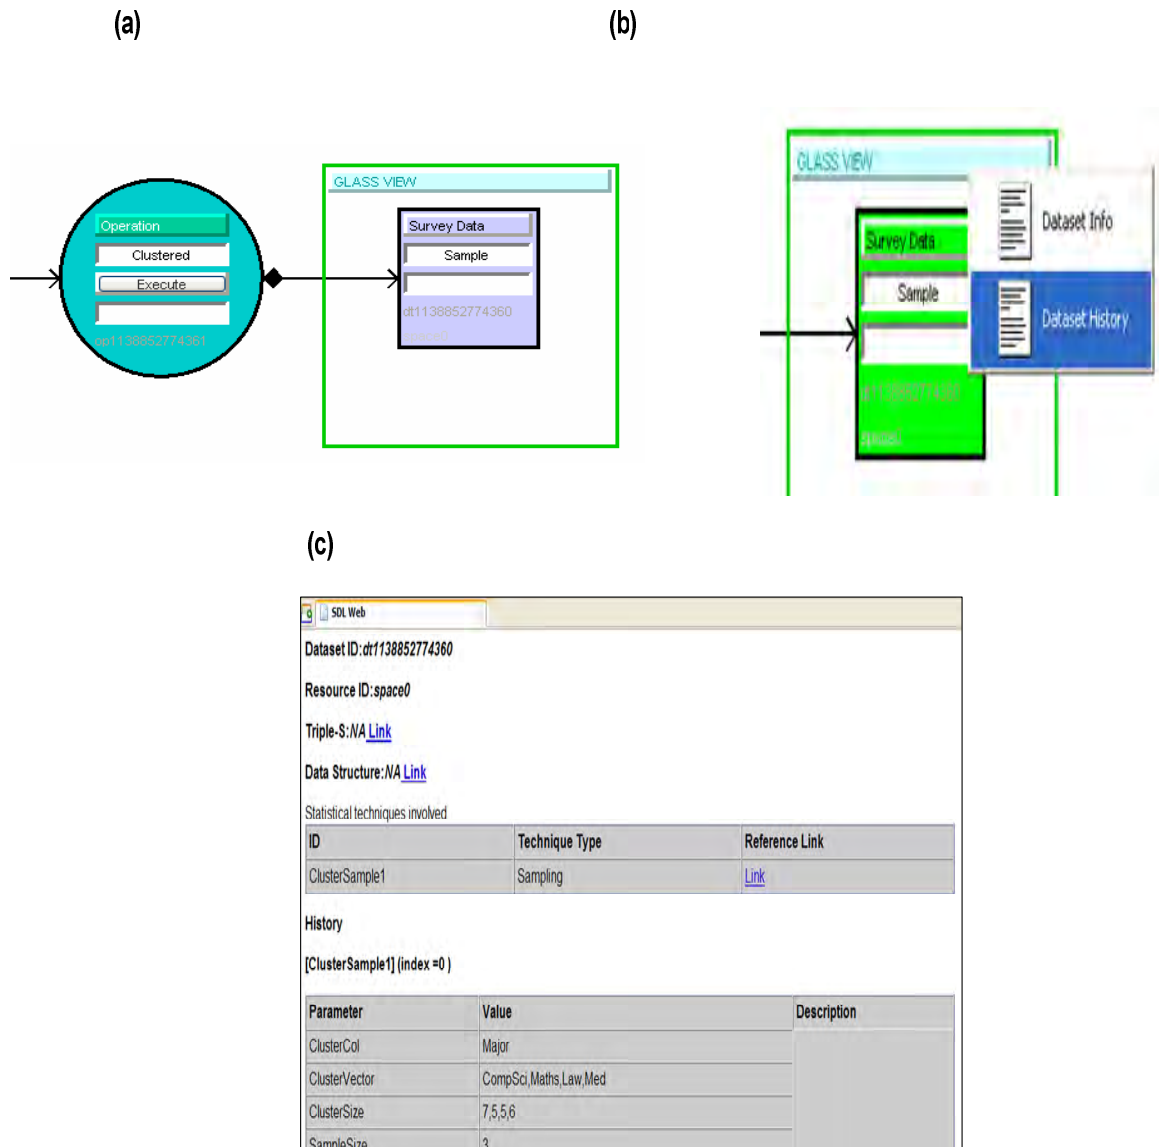 (a)
(b)
GLASS VIEW
Operation
Clustered
Execute
op1138852774361
Survey Data
Sample
dt1138852774360
space0
GLASS VIEW
Survey Data
Sample
dt1138852774360
space0
Dataset Info
Dataset History
(c)
SDL Web
Dataset ID:dt1138852774360
Resource ID:space0
Triple-S:NA Link
Data Structure:NA Link
Statistical techniques involved
ID Technique Type Reference Link
ClusterSample1 Sampling Link
History
[ClusterSample1] (index =0 )
Parameter Value Description
ClusterCol Major
ClusterVector CompSci,Maths,Law,Med
ClusterSize 7,5,5,6
SampleSize 3